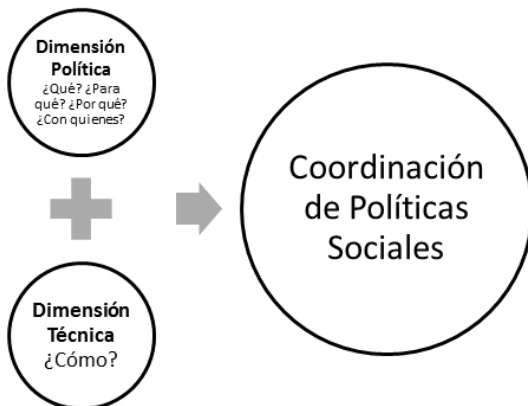 Dimensión
Política
¿Qué? ¿Para
qué? ¿Por qué?
¿Con quienes?
Dimensión
Técnica
¿Cómo?
Coordinación
de Políticas
Sociales